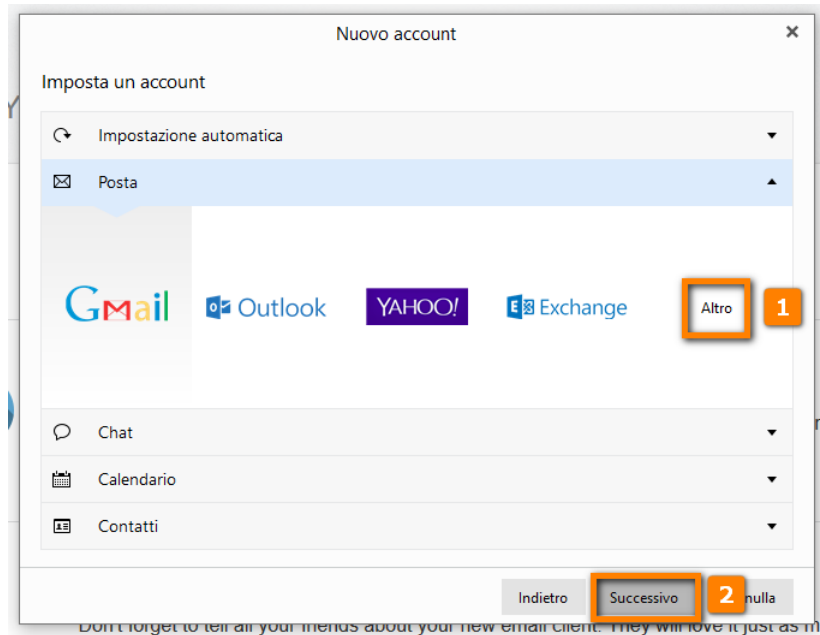 Nuovo account
Imposta un account
Impostazione automatica
Posta
Gmail
Outlook
YAHOO!
Exchange
Altro
1
Chat
Calendario
Contatti
Indietro
Successivo
2
nulla
Don't forget to tell all your friends about your new email client. They will love it just as m